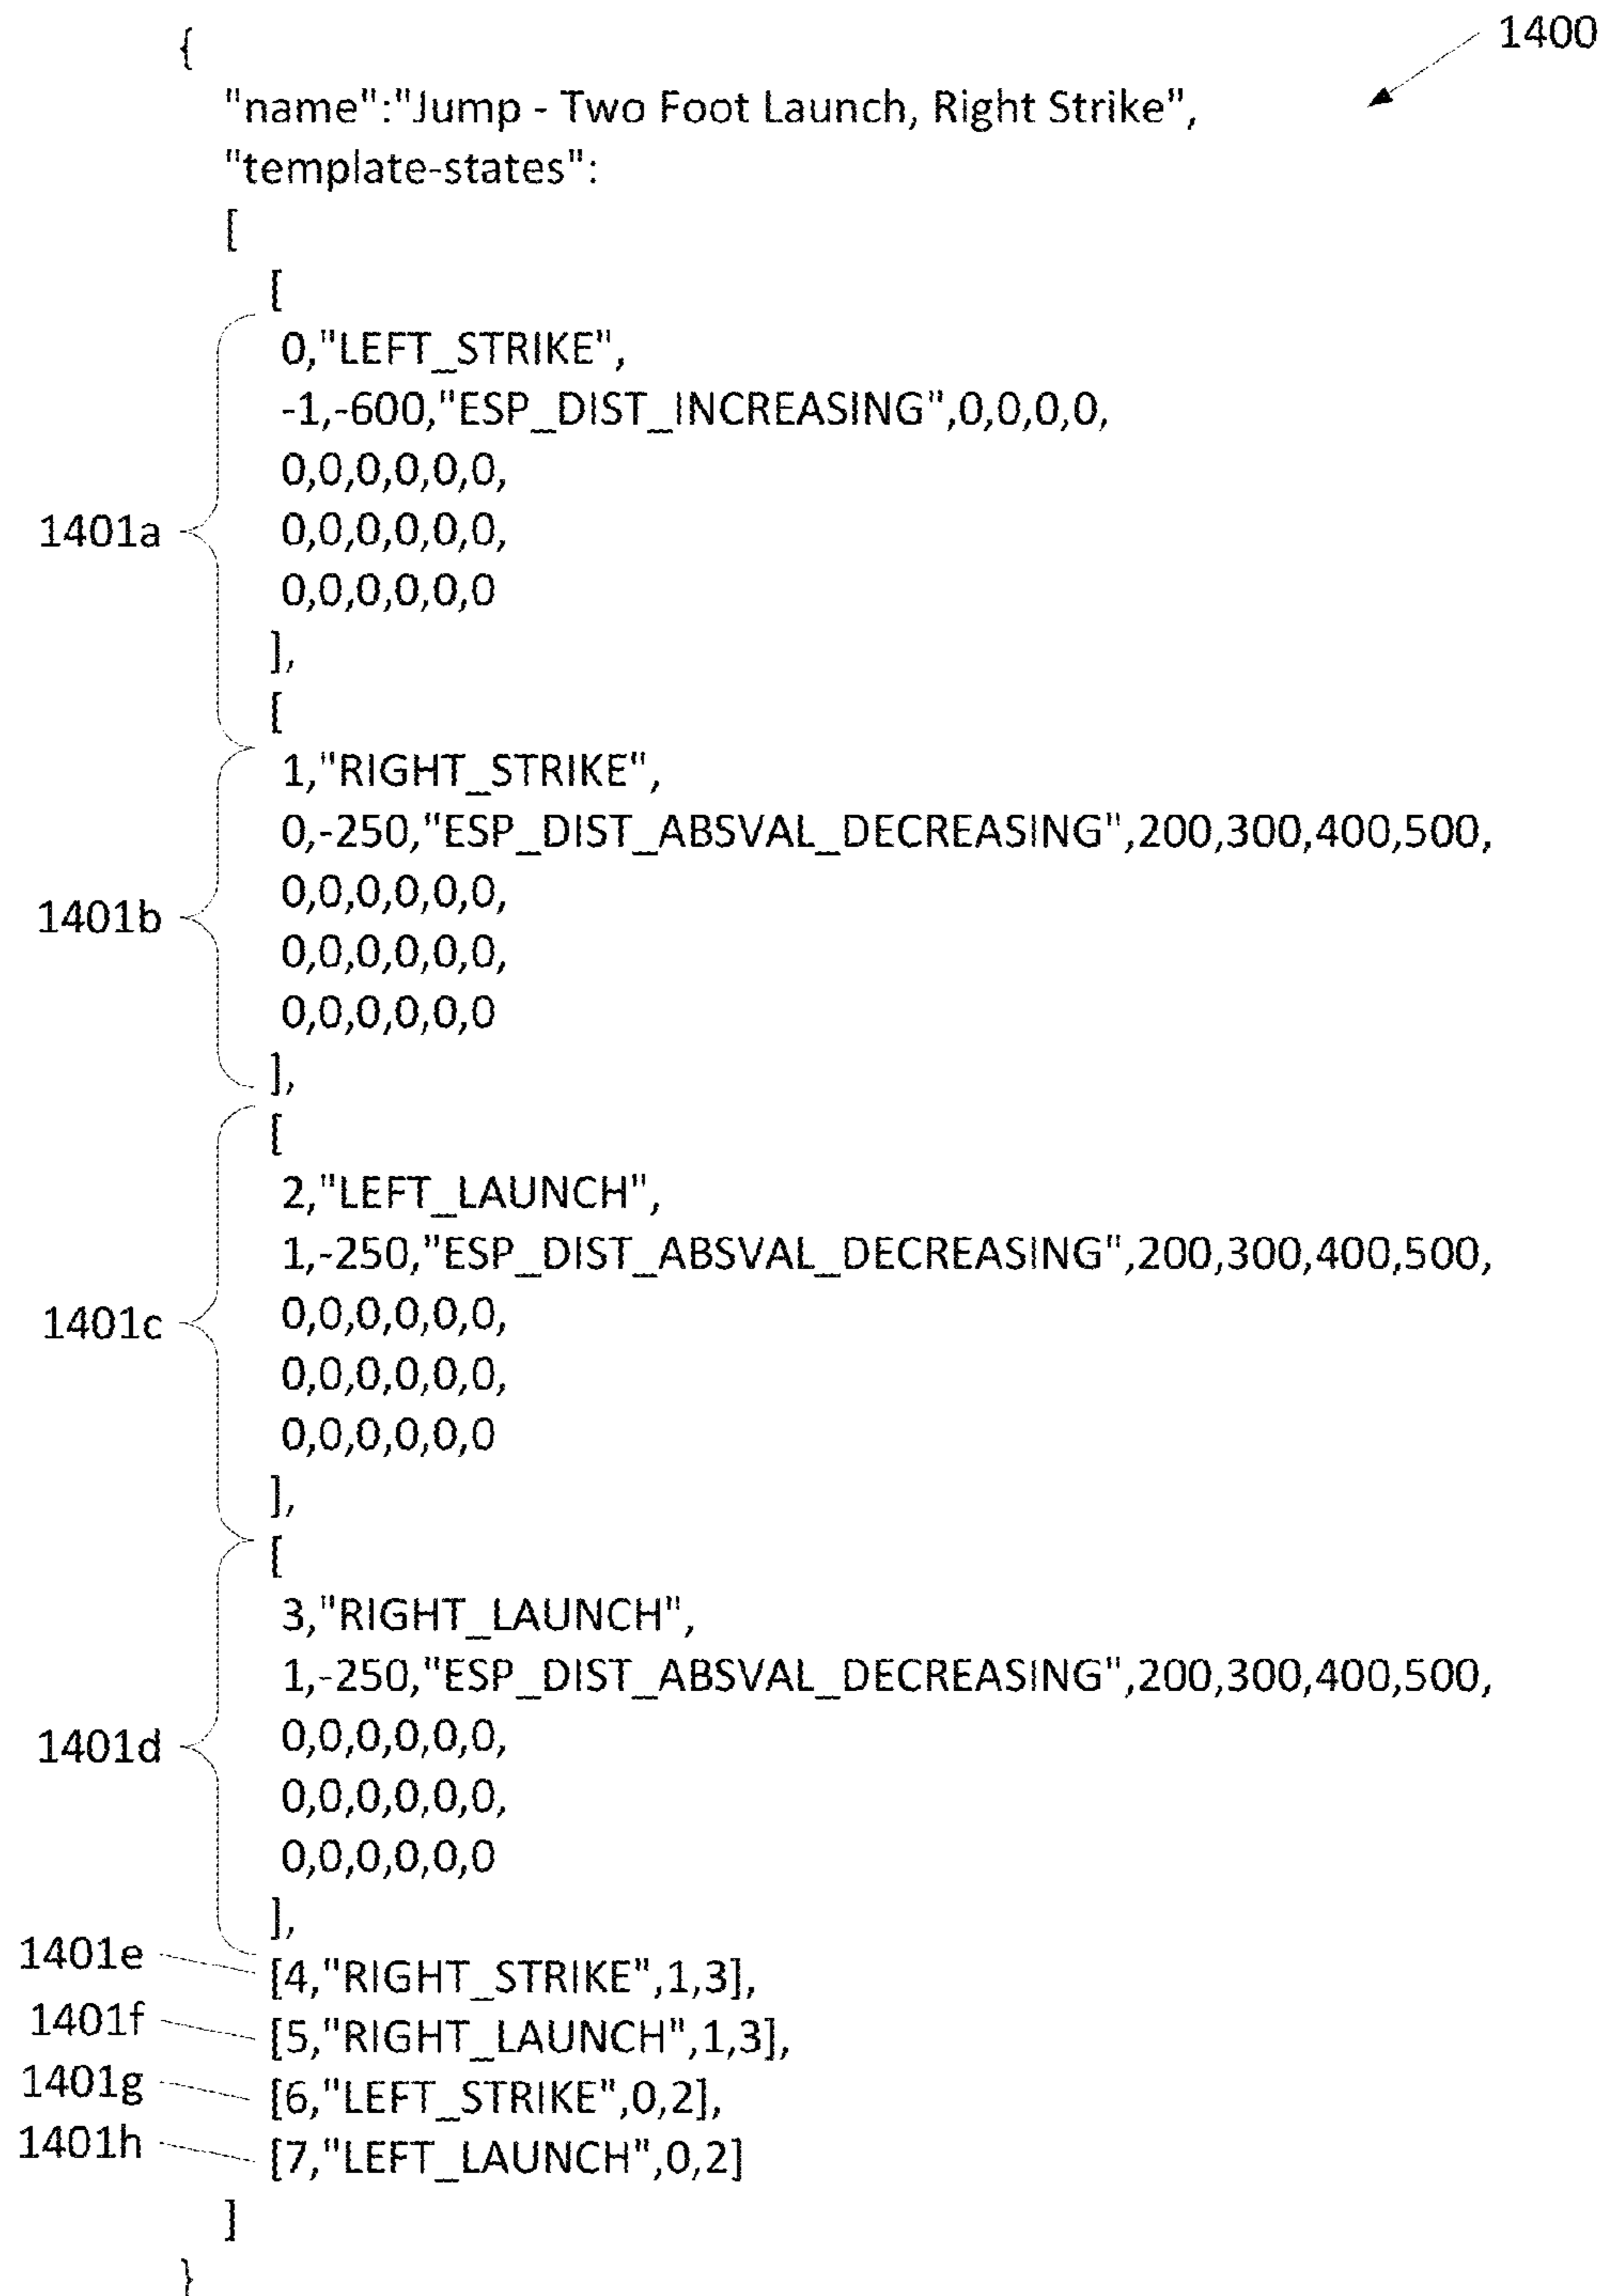 1400
{
"name":"Jump - Two Foot Launch, Right Strike",
"template-states":
[
[
0,"LEFT_STRIKE",
-1,-600,"ESP_DIST_INCREASING",0,0,0,0,
0,0,0,0,0,0,
1401a
0,0,0,0,0,0,
0,0,0,0,0,0
],
[
1,"RIGHT_STRIKE",
0,-250,"ESP_DIST_ABSVAL_DECREASING",200,300,400,500,
0,0,0,0,0,0,
1401b
0,0,0,0,0,0,
0,0,0,0,0,0
],
[
2,"LEFT_LAUNCH",
1,-250,"ESP_DIST_ABSVAL_DECREASING",200,300,400,500,
0,0,0,0,0,0,
1401c
0,0,0,0,0,0,
0,0,0,0,0,0
],
[
3,"RIGHT_LAUNCH",
1,-250,"ESP_DIST_ABSVAL_DECREASING",200,300,400,500,
0,0,0,0,0,0,
1401d
0,0,0,0,0,0,
0,0,0,0,0,0
],
1401e [4,"RIGHT_STRIKE",1,3],
1401f [5,"RIGHT_LAUNCH",1,3],
1401g [6,"LEFT_STRIKE",0,2],
1401h [7,"LEFT_LAUNCH",0,2]
]
}